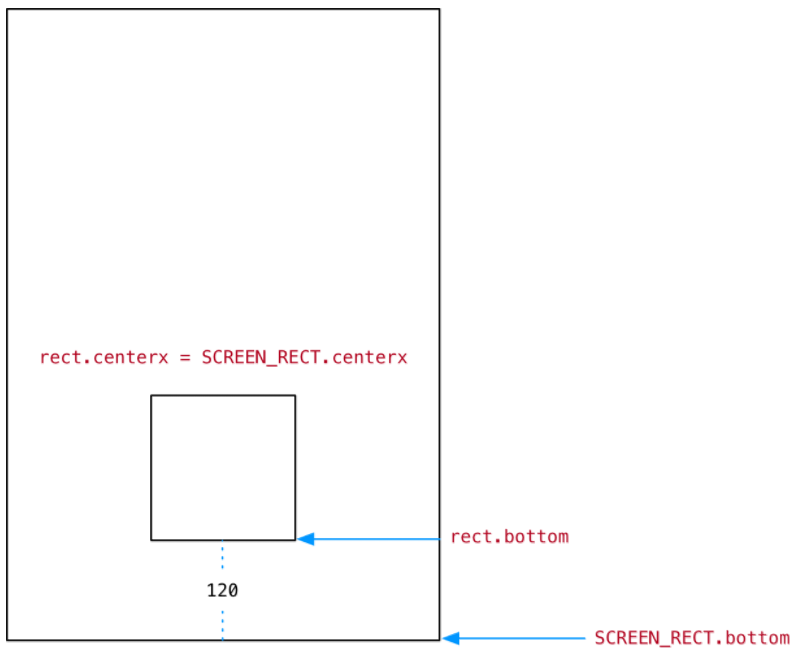 rect.centerx = SCREEN_RECT.centerx
rect.bottom
120
SCREEN_RECT.bottom